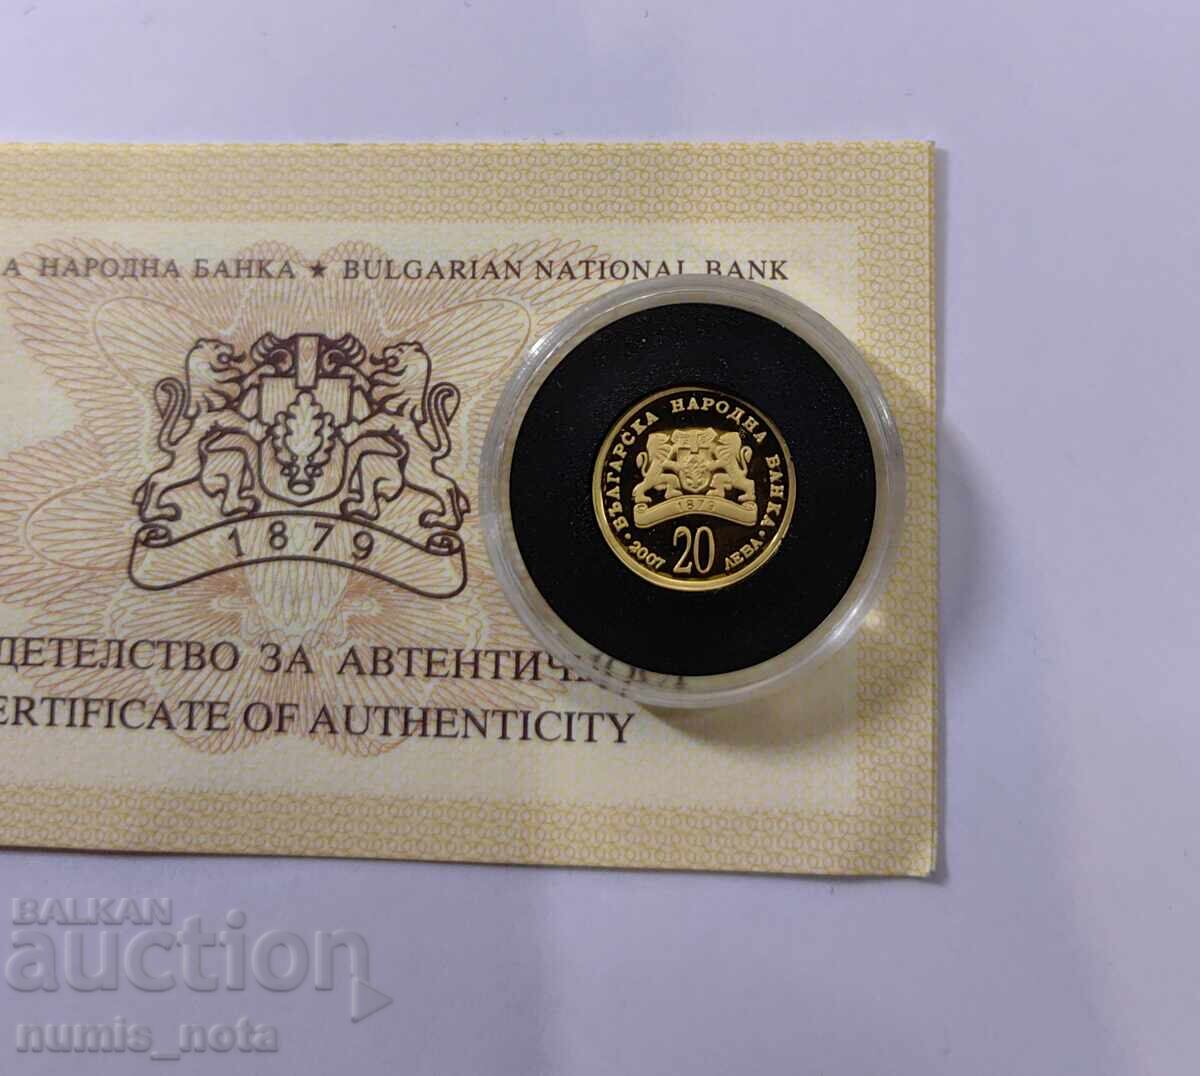 А НАРОДНА БАНКА ★ BULGARIAN NATIONAL BANK
1879
ДЕТЕЛСТВО ЗА АВТЕНТИЧ
ERTIFICATE OF AUTHENTICITY
• БЪЛГАРСКА НАРОДНА БАНКА •
1879
2007 20 ЛЕВА
BALKAN
auction
numis_nota